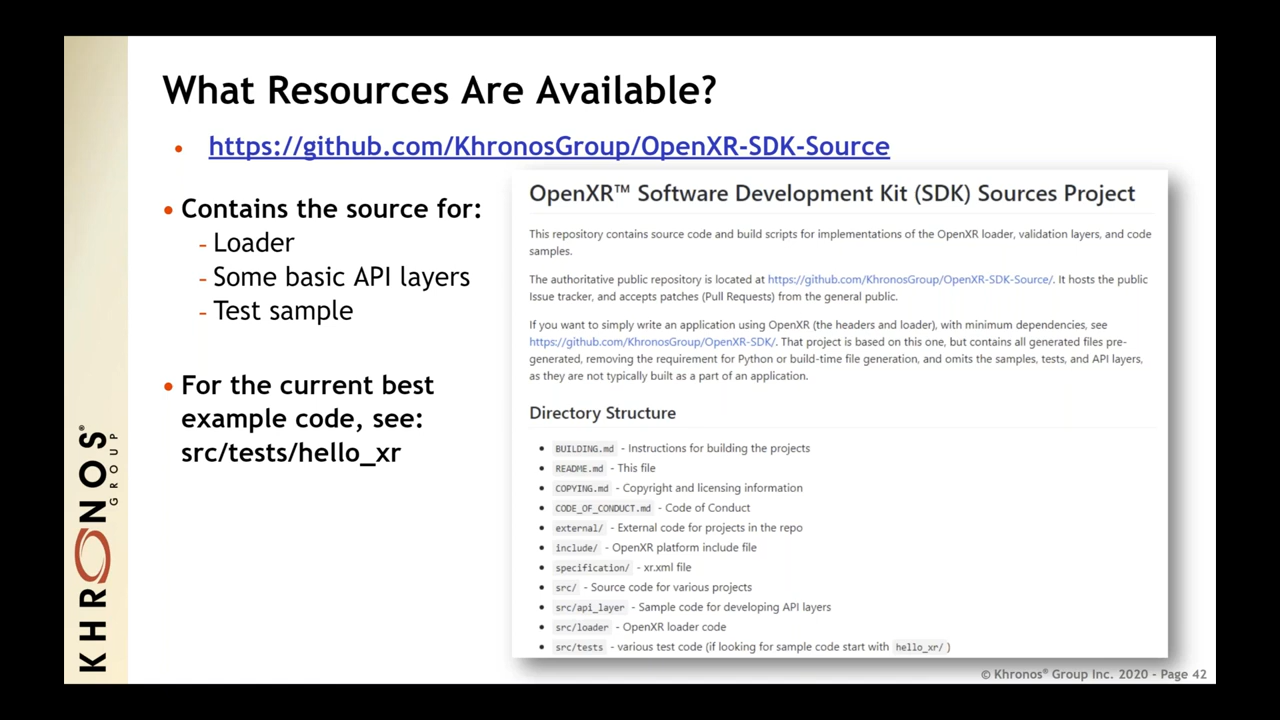 What Resources Are Available?
• https://github.com/KhronosGroup/OpenXR-SDK-Source
• Contains the source for:
- Loader
- Some basic API layers
- Test sample
• For the current best
example code, see:
src/tests/hello_xr
OpenXR™ Software Development Kit (SDK) Sources Project
This repository contains source code and build scripts for implementations of the OpenXR loader, validation layers, and code
samples.
The authoritative public repository is located at https://github.com/KhronosGroup/OpenXR-SDK-Source/. It hosts the public
Issue tracker, and accepts patches (Pull Requests) from the general public.
If you want to simply write an application using OpenXR (the headers and loader), with minimum dependencies, see
https://github.com/KhronosGroup/OpenXR-SDK/. That project is based on this one, but contains all generated files pre-
generated, removing the requirement for Python or build-time file generation, and omits the samples, tests, and API layers,
as they are not typically built as a part of an application.
Directory Structure
• BUILDING.md - Instructions for building the projects
• README.md - This file
• COPYING.md - Copyright and licensing information
• CODE_OF_CONDUCT.md - Code of Conduct
• external/ - External code for projects in the repo
• include/ - OpenXR platform include file
• specification/ - xr.xml file
• src/ - Source code for various projects
• src/api_layer - Sample code for developing API layers
• src/loader - OpenXR loader code
• src/tests - various test code (if looking for sample code start with hello_xr/ )
KHRONOS®
GROUP
© Khronos® Group Inc. 2020 - Page 42